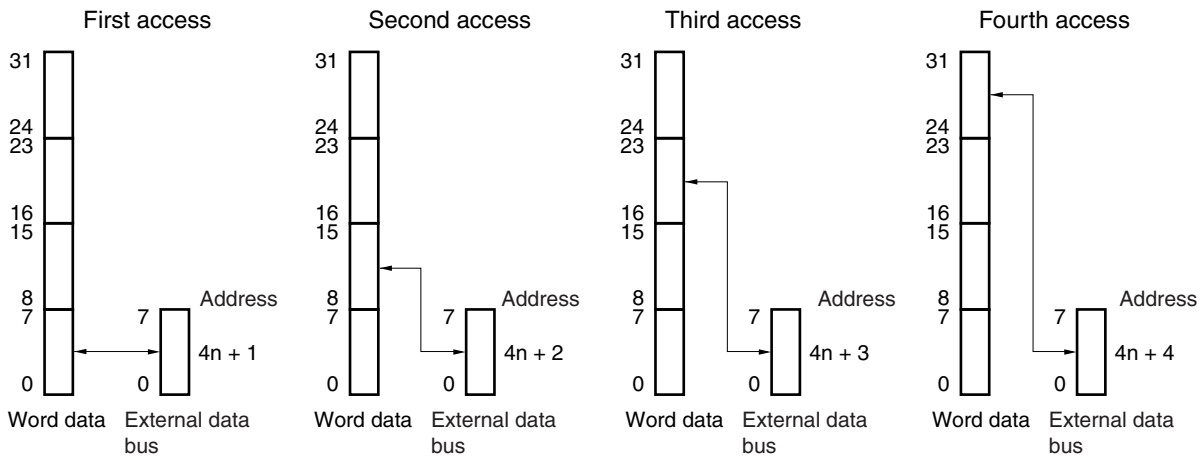 First access
31
24
23
16
15
8
7
0
Address
7
4n + 1
0
Word data
External data
bus
Second access
31
24
23
16
15
8
7
0
Address
7
4n + 2
0
Word data
External data
bus
Third access
31
24
23
16
15
8
7
0
Address
7
4n + 3
0
Word data
External data
bus
Fourth access
31
24
23
16
15
8
7
0
Address
7
4n + 4
0
Word data
External data
bus